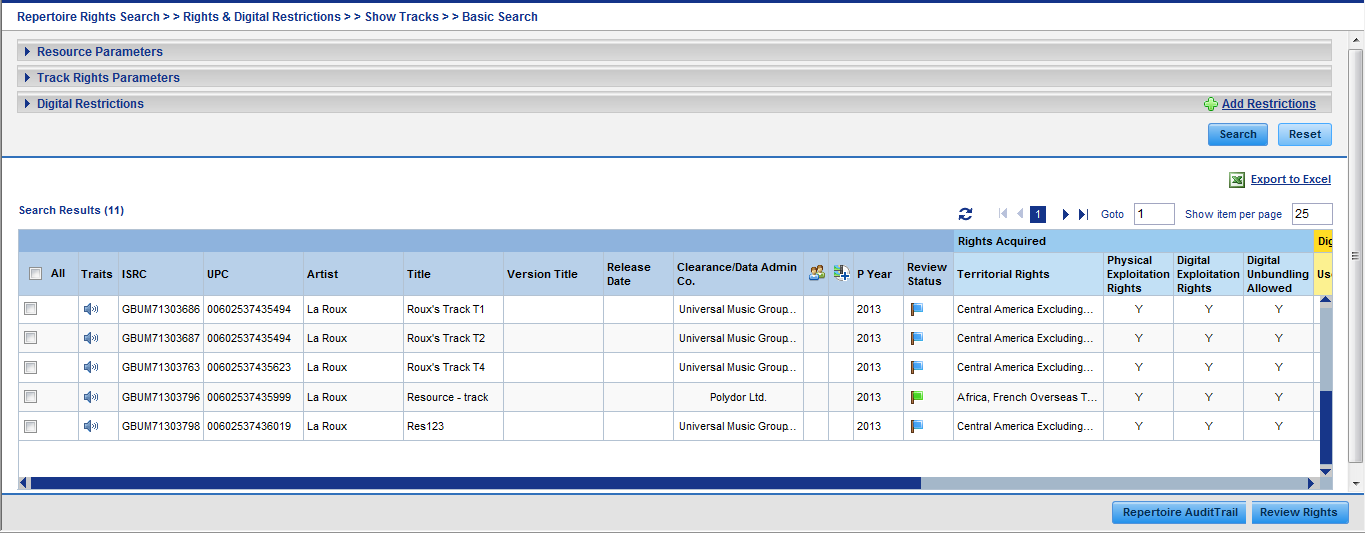 Repertoire Rights Search > > Rights & Digital Restrictions > > Show Tracks > > Basic Search
Resource Parameters
Track Rights Parameters
Digital Restrictions Add Restrictions
Search Reset
Export to Excel
Search Results (11) 1 Goto 1 Show item per page 25
Rights Acquired Dig
All Traits ISRC UPC Artist Title Version Title Release Date Clearance/Data Admin Co. P Year Review Status Territorial Rights Physical Exploitation Rights Digital Exploitation Rights Digital Unbundling Allowed Use
GBUM71303686 00602537435494 La Roux Roux's Track T1 Universal Music Group... 2013 Central America Excluding... Y Y Y
GBUM71303687 00602537435494 La Roux Roux's Track T2 Universal Music Group... 2013 Central America Excluding... Y Y Y
GBUM71303763 00602537435623 La Roux Roux's Track T4 Universal Music Group... 2013 Central America Excluding... Y Y Y
GBUM71303796 00602537435999 La Roux Resource - track Polydor Ltd. 2013 Africa, French Overseas T... Y Y Y
GBUM71303798 00602537436019 La Roux Res123 Universal Music Group... 2013 Central America Excluding... Y Y Y
Repertoire AuditTrail Review Rights